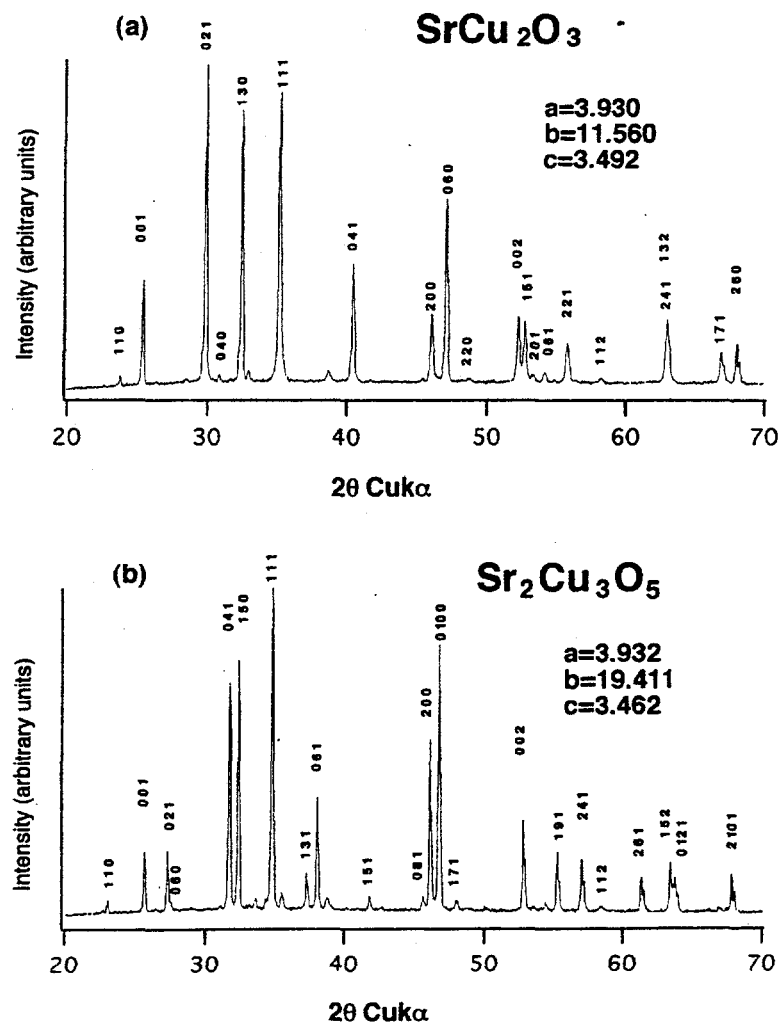 (a)
SrCu2O3
a=3.930
b=11.560
c=3.492
Intensity (arbitrary units)
110
001
021
040
130
111
041
200
060
220
002
151
201
061
221
112
132
241
171
260
20 30 40 50 60 70
2θ Cukα
(b)
Sr2Cu3O5
a=3.932
b=19.411
c=3.462
Intensity (arbitrary units)
110
001
021
060
041
150
111
131
061
151
081
200
0100
171
002
191
241
112
261
152
0121
2101
20 30 40 50 60 70
2θ Cukα